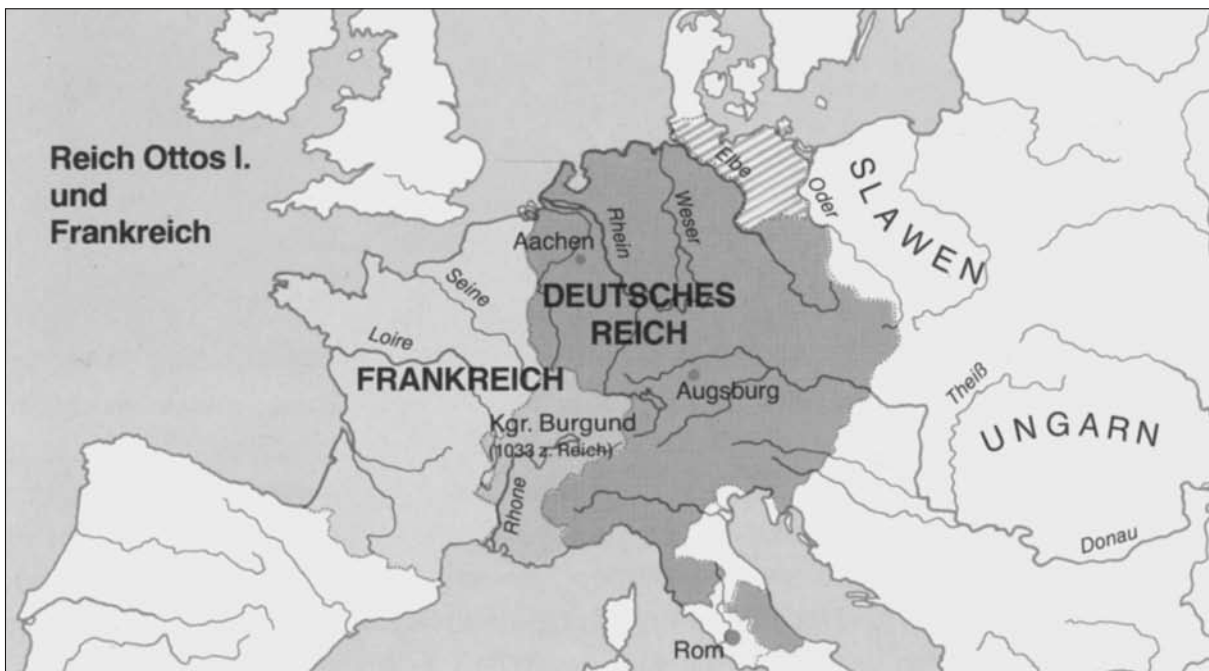 Reich Ottos I.
und
Frankreich
Elbe
Oder
SLAWEN
Aachen
Rhein
Weser
Seine
DEUTSCHES
REICH
Loire
FRANKREICH
Augsburg
Theiß
Kgr. Burgund
(1033 z. Reich)
UNGARN
Rhone
Donau
Rom